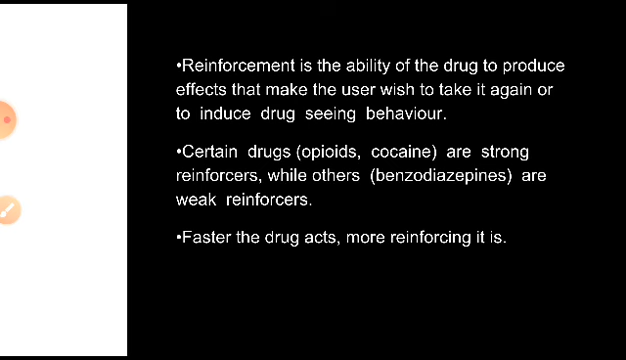 •Reinforcement is the ability of the drug to produce
effects that make the user wish to take it again or
to induce drug seeing behaviour.
•Certain drugs (opioids, cocaine) are strong
reinforcers, while others (benzodiazepines) are
weak reinforcers.
•Faster the drug acts, more reinforcing it is.